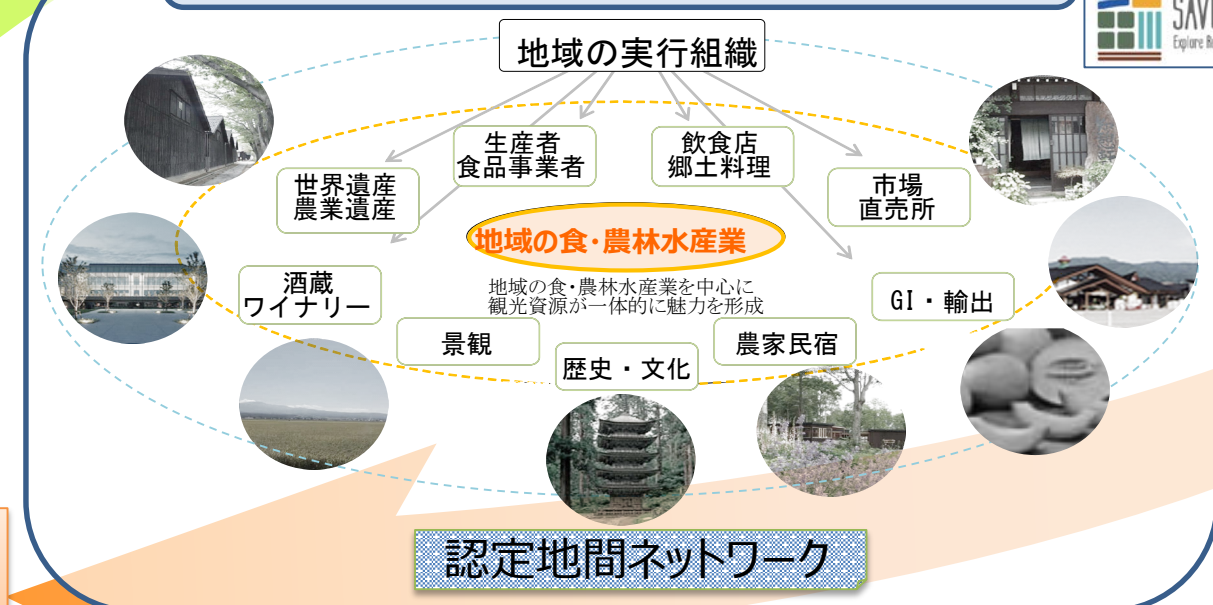 地域の実行組織
生産者
食品事業者
飲食店
郷土料理
世界遺産
農業遺産
市場
直売所
地域の食・農林水産業
地域の食・農林水産業を中心に
観光資源が一体的に魅力を形成
酒蔵
ワイナリー
GI・輸出
景観
歴史・文化
農家民宿
認定地間ネットワーク